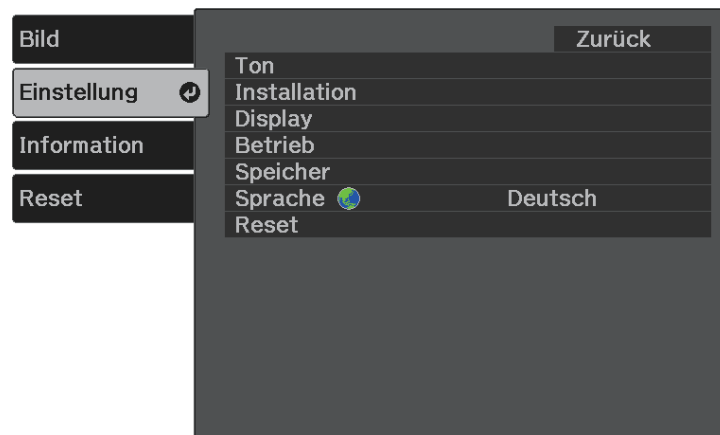 Bild
Einstellung
Information
Reset
Zurück
Ton
Installation
Display
Betrieb
Speicher
Sprache Deutsch
Reset